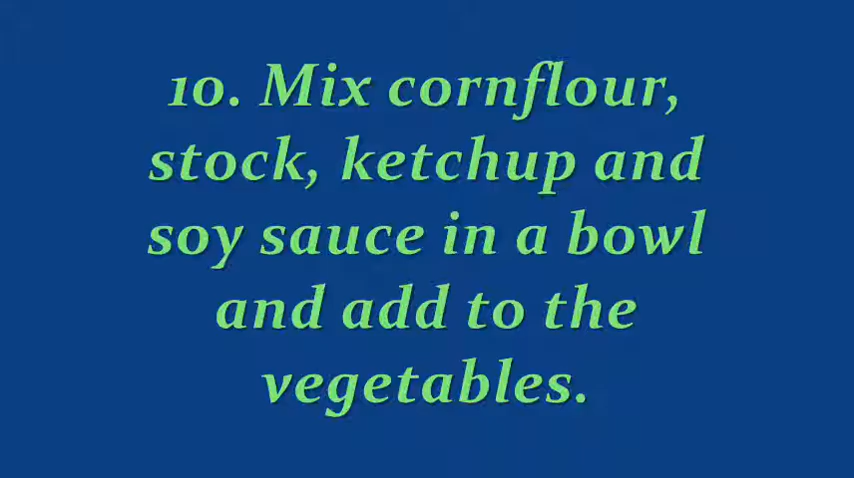 10. Mix cornflour,
stock, ketchup and
soy sauce in a bowl
and add to the
vegetables.